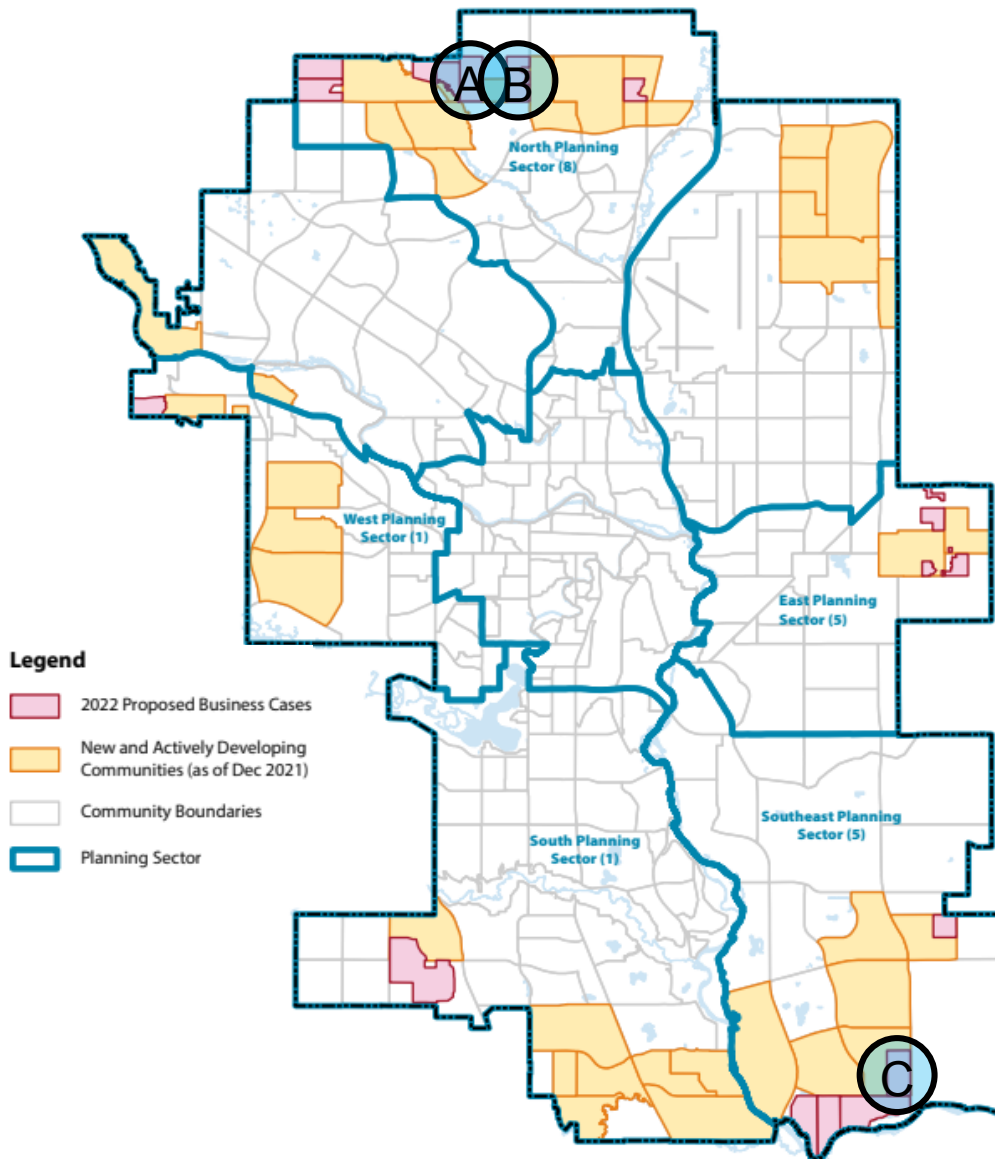 A B
North Planning
Sector (8)
West Planning
Sector (1)
East Planning
Sector (5)
Legend
2022 Proposed Business Cases
New and Actively Developing
Communities (as of Dec 2021)
Community Boundaries
Planning Sector
South Planning
Sector (1)
Southeast Planning
Sector (5)
C